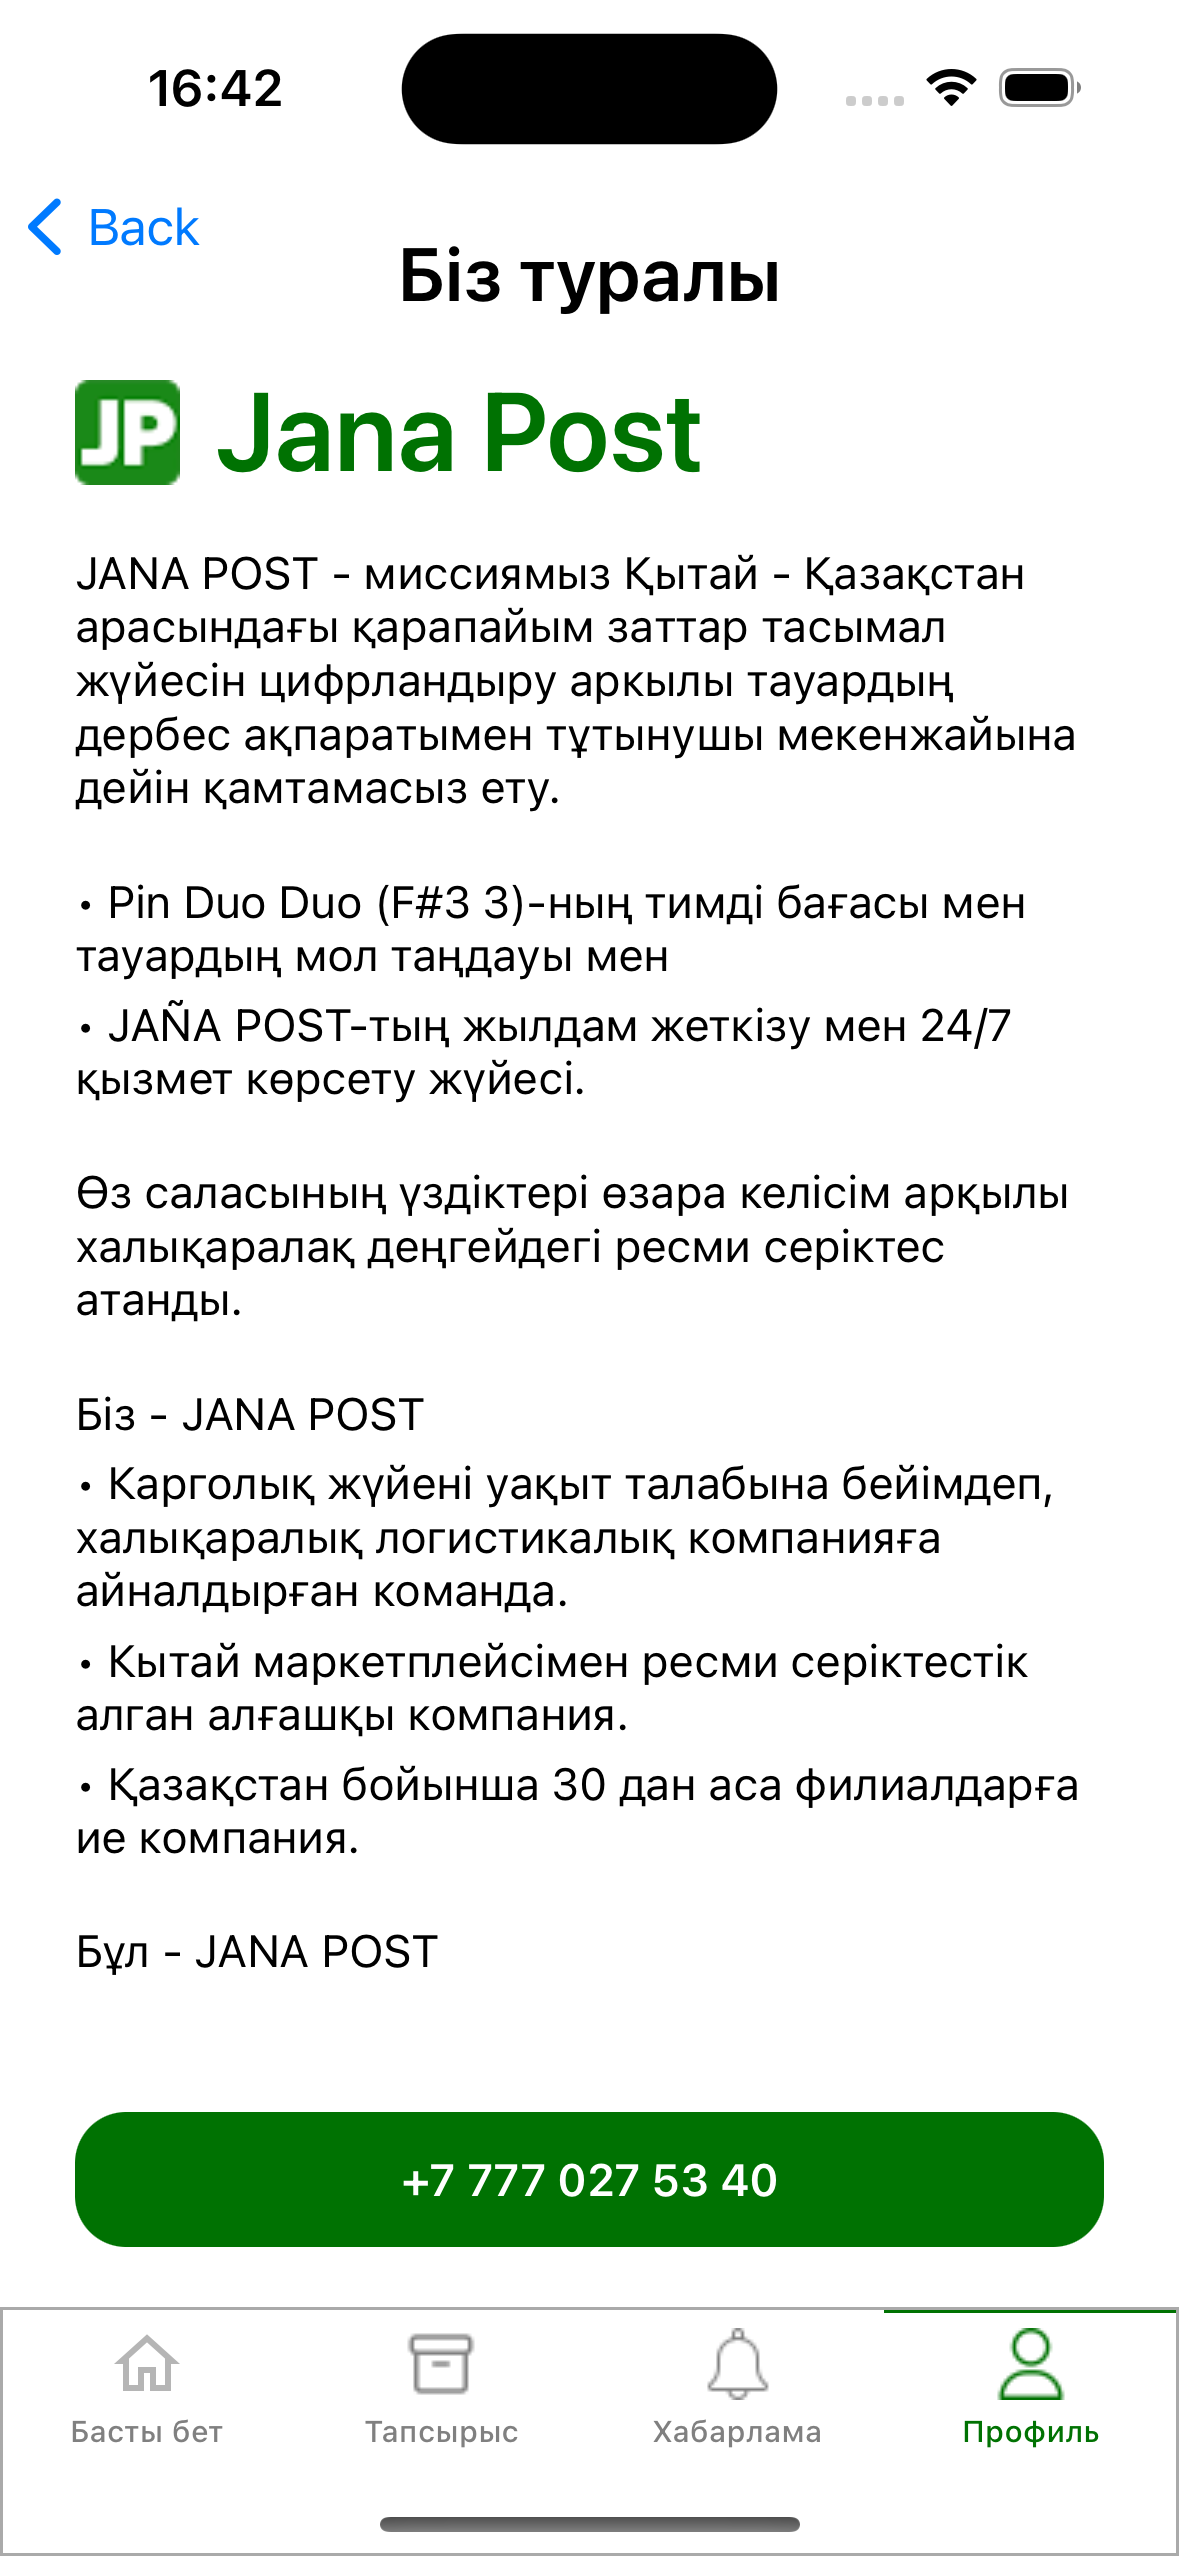 16:42
Back
Біз туралы
JP Jana Post
JANA POST - миссиямыз Қытай - Қазақстан
арасындағы қарапайым заттар тасымал
жүйесін цифрландыру аркылы тауардың
дербес ақпаратымен тұтынушы мекенжайына
дейін қамтамасыз ету.
• Pin Duo Duo (F#3 3)-ның тимді бағасы мен
тауардың мол таңдауы мен
• JAÑA POST-тың жылдам жеткізу мен 24/7
қызмет көрсету жүйесі.
Өз саласының үздіктері өзара келісім арқылы
халықаралақ деңгейдегі ресми серіктес
атанды.
Біз - JANA POST
• Карголық жүйені уақыт талабына бейімдеп,
халықаралық логистикалық компанияға
айналдырған команда.
• Кытай маркетплейсімен ресми серіктестік
алган алғашқы компания.
• Қазақстан бойынша 30 дан аса филиалдарға
ие компания.
Бұл - JANA POST
+7 777 027 53 40
Басты бет Тапсырыс Хабарлама Профиль